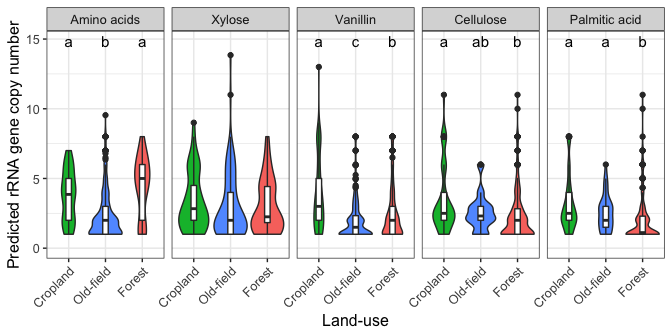 Amino acids Xylose Vanillin Cellulose Palmitic acid
15 a b a a c b a ab b a a b
10
5
0
Predicted rRNA gene copy number
Cropland Old-field Forest Cropland Old-field Forest Cropland Old-field Forest Cropland Old-field Forest Cropland Old-field Forest
Land-use